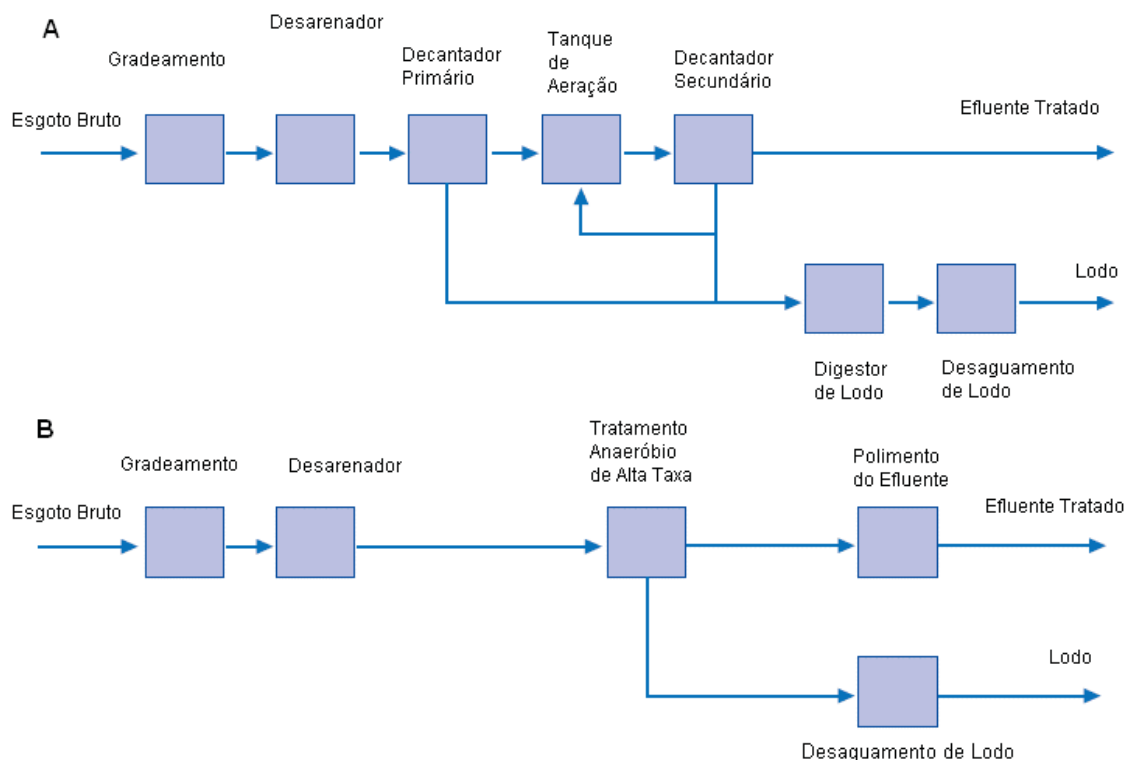 A
Gradeamento
Desarenador
Decantador
Primário
Tanque
de
Aeração
Decantador
Secundário
Esgoto Bruto
Efluente Tratado
Lodo
Digestor
de Lodo
Desaguamento
de Lodo
B
Gradeamento
Desarenador
Tratamento
Anaeróbio
de Alta Taxa
Polimento
do Efluente
Esgoto Bruto
Efluente Tratado
Lodo
Desaguamento de Lodo